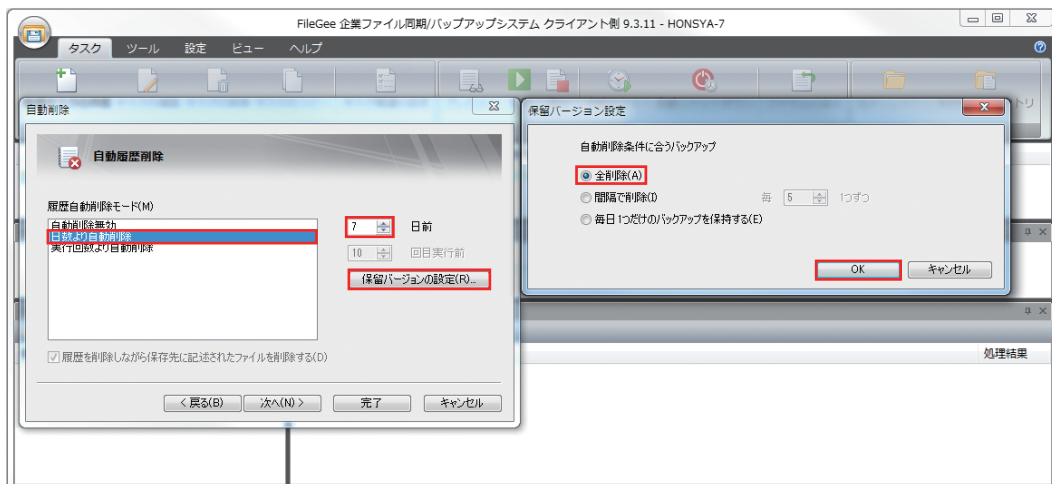 FileGee 企業ファイル同期/バップアップシステム クライアント側 9.3.11 - HONSYA-7
タスク ツール 設定 ビュー ヘルプ
自動削除
自動履歴削除
履歴自動削除モード(M)
自動削除無効
日数より自動削除
実行回数より自動削除
7 日前
10 回目実行前
保留バージョンの設定(R)...
履歴を削除しながら保存先に記述されたファイルを削除する(D)
< 戻る(B) 次へ(N) > 完了 キャンセル
保留バージョン設定
自動削除条件に合うバックアップ
全削除(A)
間隔で削除(I) 毎 5 1つずつ
毎日1つだけのバックアップを保持する(E)
OK キャンセル
トリ
処理結果